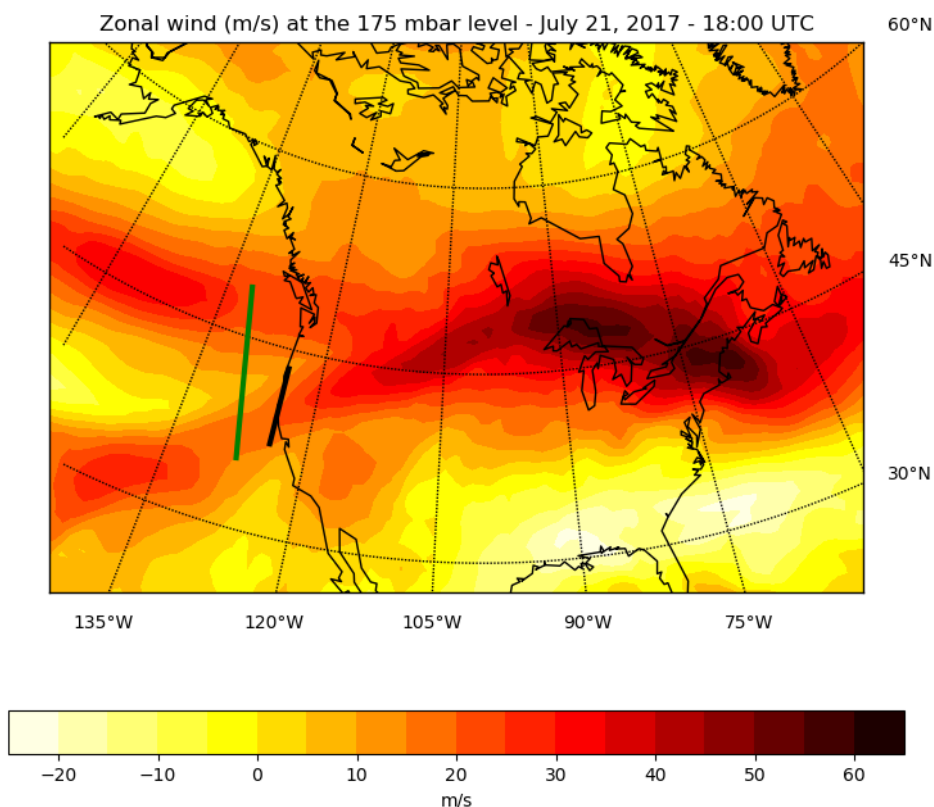 Zonal wind (m/s) at the 175 mbar level - July 21, 2017 - 18:00 UTC
60°N
45°N
30°N
135°W 120°W 105°W 90°W 75°W
−20 −10 0 10 20 30 40 50 60
m/s